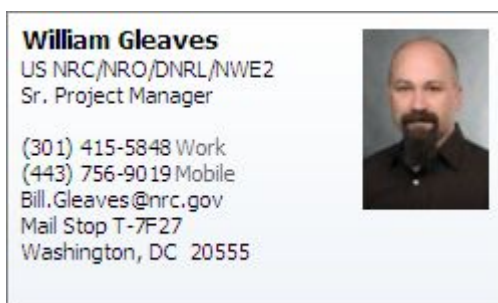 William Gleaves
US NRC/NRO/DNRL/NWE2
Sr. Project Manager
(301) 415-5848 Work
(443) 756-9019 Mobile
Bill.Gleaves@nrc.gov
Mail Stop T-7F27
Washington, DC 20555